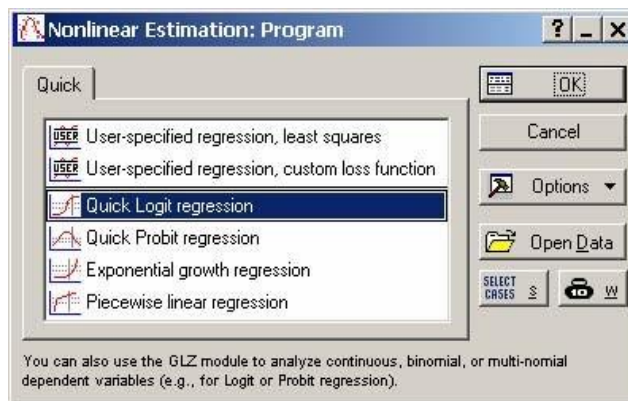 Nonlinear Estimation: Program
Quick
OK
Cancel
Options
Open Data
SELECT CASES S
W
USER User-specified regression, least squares
USER User-specified regression, custom loss function
Quick Logit regression
Quick Probit regression
Exponential growth regression
Piecewise linear regression
You can also use the GLZ module to analyze continuous, binomial, or multi-nomial
dependent variables (e.g., for Logit or Probit regression).